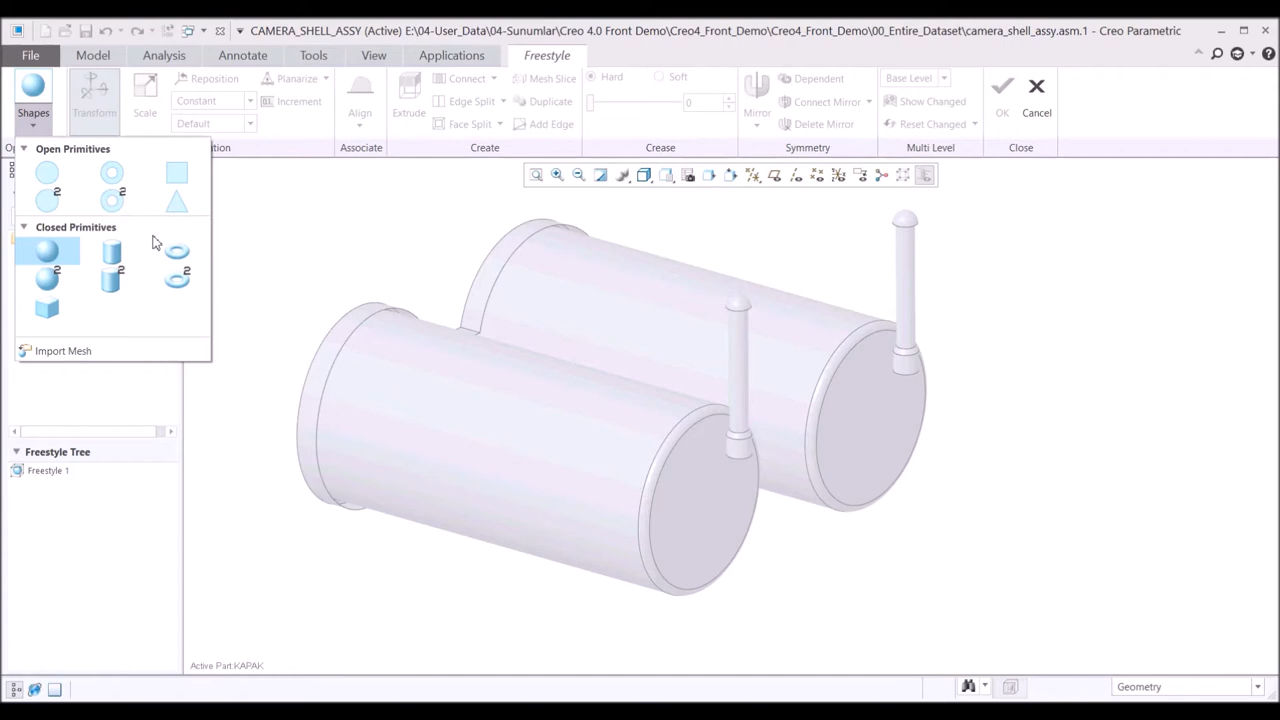 CAMERA_SHELL_ASSY (Active) E:\04-User_Data\04-Sunumlar\Creo 4.0 Front Demo\Creo4_Front_Demo\Creo4_Front_Demo\00_Entire_Dataset\camera_shell_assy.asm.1 - Creo Parametric
File Model Analysis Annotate Tools View Applications Freestyle
Shapes Transform Scale Reposition Planarize
Constant Increment
Default
Align
Extrude Connect Mesh Slice
Edge Split Duplicate
Face Split Add Edge
Hard Soft
0
Mirror Dependent
Connect Mirror
Delete Mirror
Base Level
Show Changed
Reset Changed
OK Cancel
Associate Create Crease Symmetry Multi Level Close
Open Primitives
2 2
Closed Primitives
2 2 2
Import Mesh
Freestyle Tree
Freestyle 1
Active Part:KAPAK
Geometry